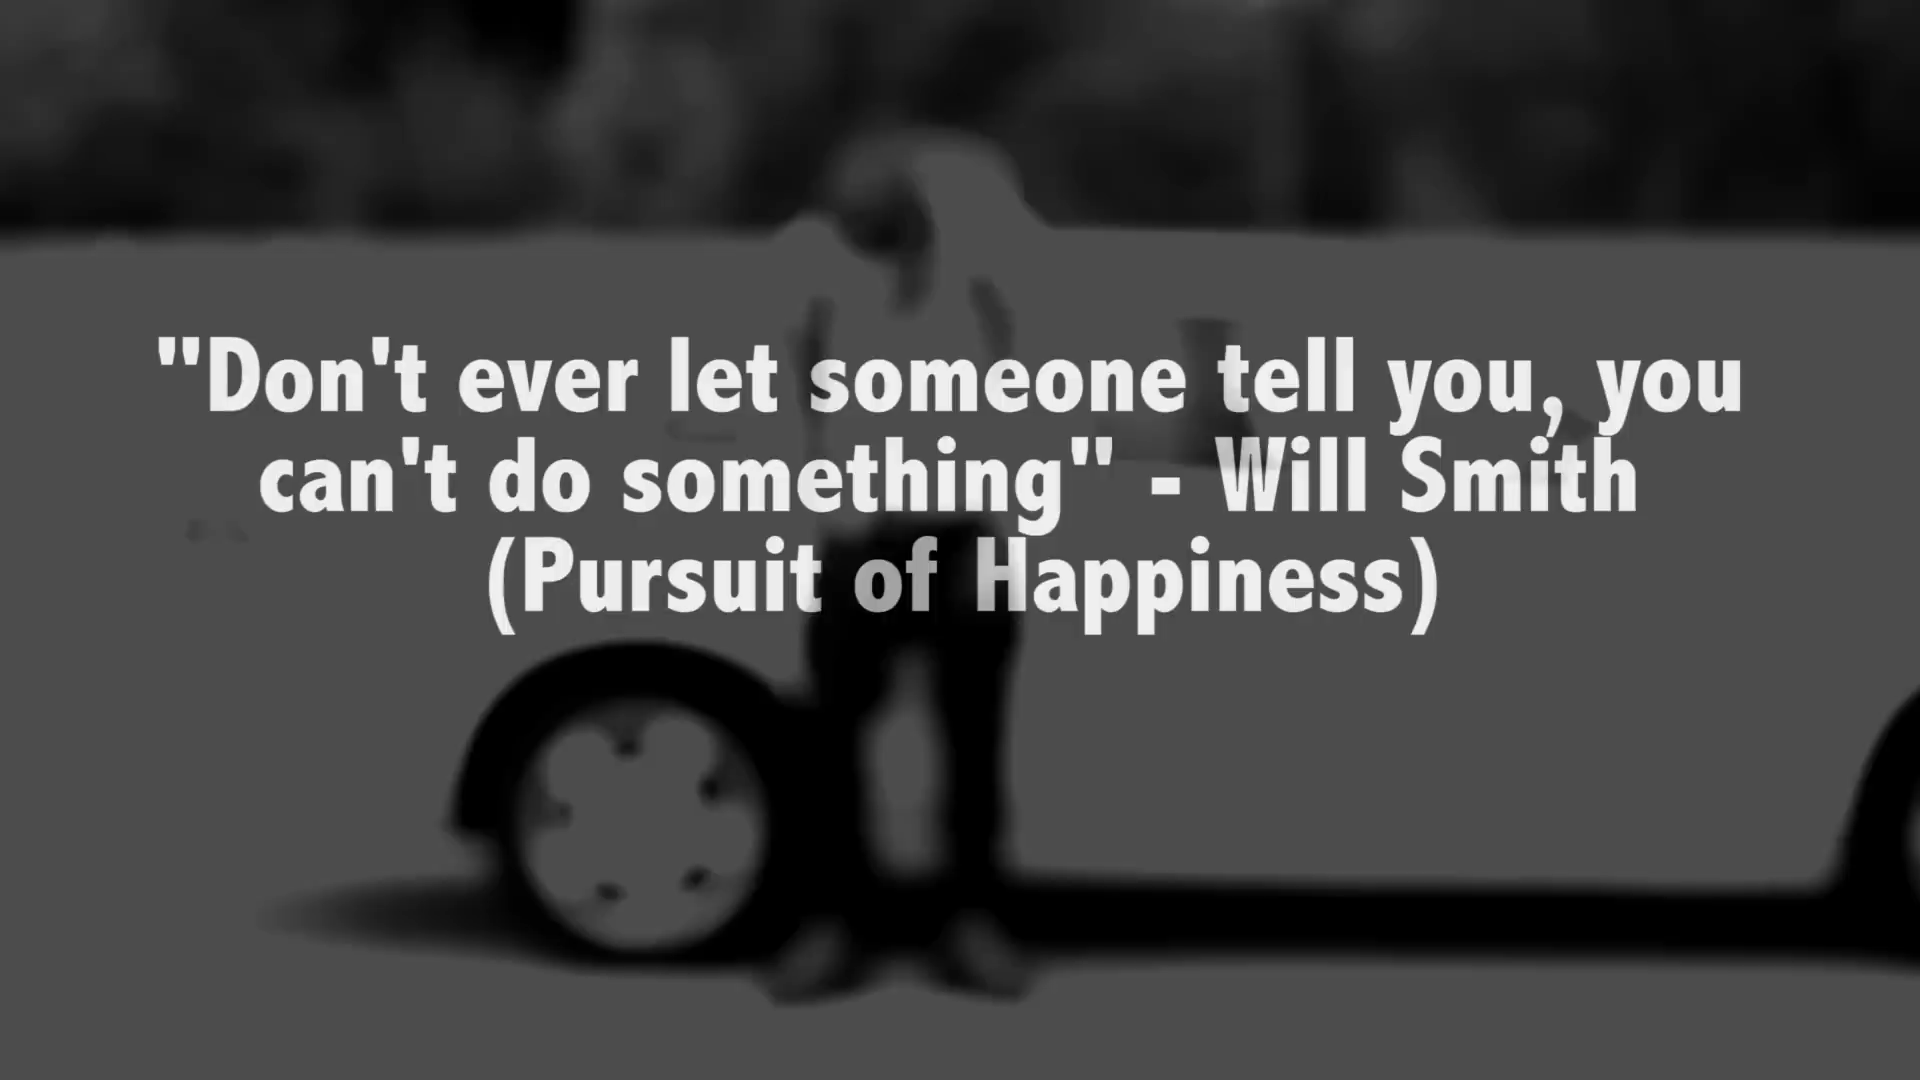 "Don't ever let someone tell you, you
can't do something" - Will Smith
(Pursuit of Happiness)